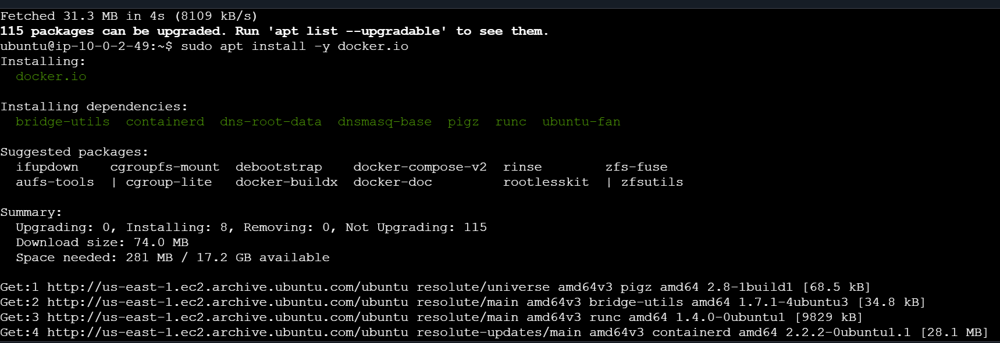 Fetched 31.3 MB in 4s (8109 kB/s)
115 packages can be upgraded. Run 'apt list --upgradable' to see them.
ubuntu@ip-10-0-2-49:~$ sudo apt install -y docker.io
Installing:
  docker.io

Installing dependencies:
  bridge-utils  containerd  dns-root-data  dnsmasq-base  pigz  runc  ubuntu-fan

Suggested packages:
  ifupdown    cgroupfs-mount  debootstrap    docker-compose-v2  rinse        zfs-fuse
  aufs-tools  | cgroup-lite   docker-buildx  docker-doc         rootlesskit  | zfsutils

Summary:
  Upgrading: 0, Installing: 8, Removing: 0, Not Upgrading: 115
  Download size: 74.0 MB
  Space needed: 281 MB / 17.2 GB available

Get:1 http://us-east-1.ec2.archive.ubuntu.com/ubuntu resolute/universe amd64v3 pigz amd64 2.8-1build1 [68.5 kB]
Get:2 http://us-east-1.ec2.archive.ubuntu.com/ubuntu resolute/main amd64v3 bridge-utils amd64 1.7.1-4ubuntu3 [34.8 kB]
Get:3 http://us-east-1.ec2.archive.ubuntu.com/ubuntu resolute/main amd64v3 runc amd64 1.4.0-0ubuntu1 [9829 kB]
Get:4 http://us-east-1.ec2.archive.ubuntu.com/ubuntu resolute-updates/main amd64v3 containerd amd64 2.2.2-0ubuntu1.1 [28.1 MB]